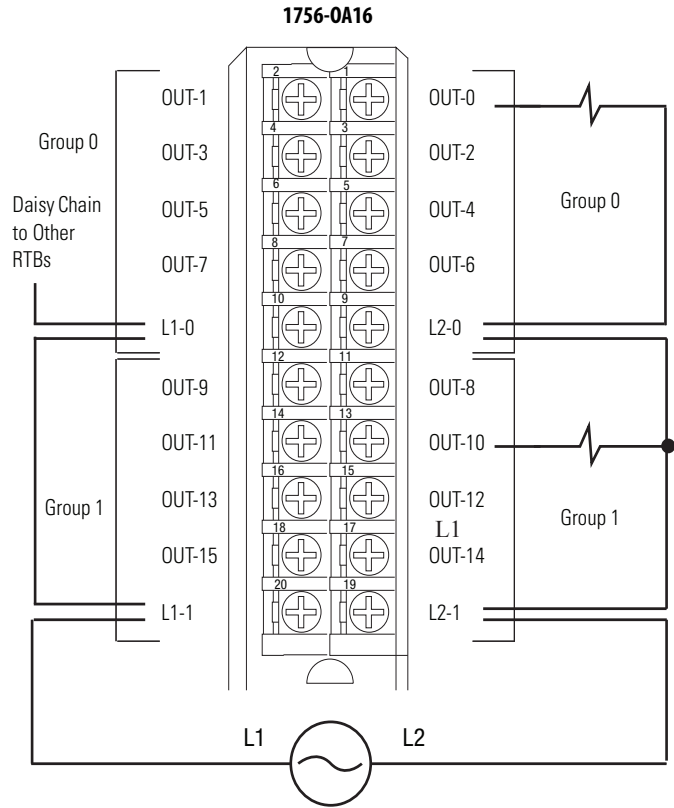 1756-OA16
2 1
OUT-1 OUT-0
4 3
Group 0 OUT-3 OUT-2
6 5
Daisy Chain
to Other
RTBs
OUT-5 OUT-4 Group 0
8 7
OUT-7 OUT-6
10 9
L1-0 L2-0
12 11
OUT-9 OUT-8
14 13
OUT-11 OUT-10
16 15
Group 1 OUT-13 OUT-12 Group 1
L1
18 17
OUT-15 OUT-14
20 19
L1-1 L2-1
L1 L2